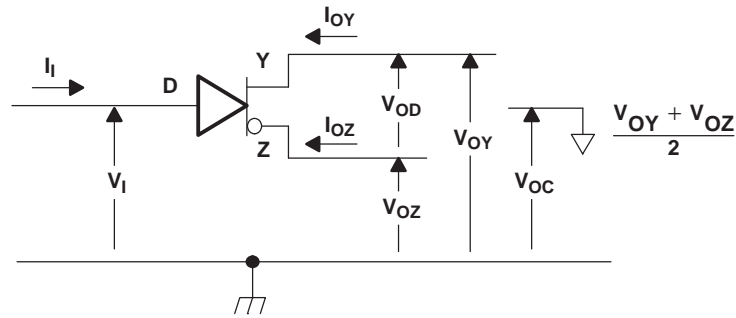 I_OY
I_I
D
Y
V_OD
I_OZ
Z
V_OY
V_OY + V_OZ
2
V_I
V_OZ
V_OC